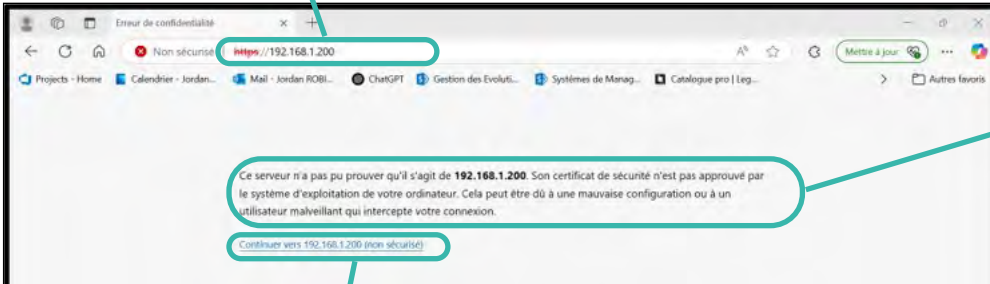 Erreur de confidentialité
Non sécurisé https://192.168.1.200
Mettre à jour
Projects - Home Calendrier - Jordan... Mail - Jordan ROBI... ChatGPT Gestion des Evoluti... Systèmes de Manag... Catalogue pro | Leg... Autres favoris
Ce serveur n'a pas pu prouver qu'il s'agit de 192.168.1.200. Son certificat de sécurité n'est pas approuvé par
le système d'exploitation de votre ordinateur. Cela peut être dû à une mauvaise configuration ou à un
utilisateur malveillant qui intercepte votre connexion.
Continuer vers 192.168.1.200 (non sécurisé)